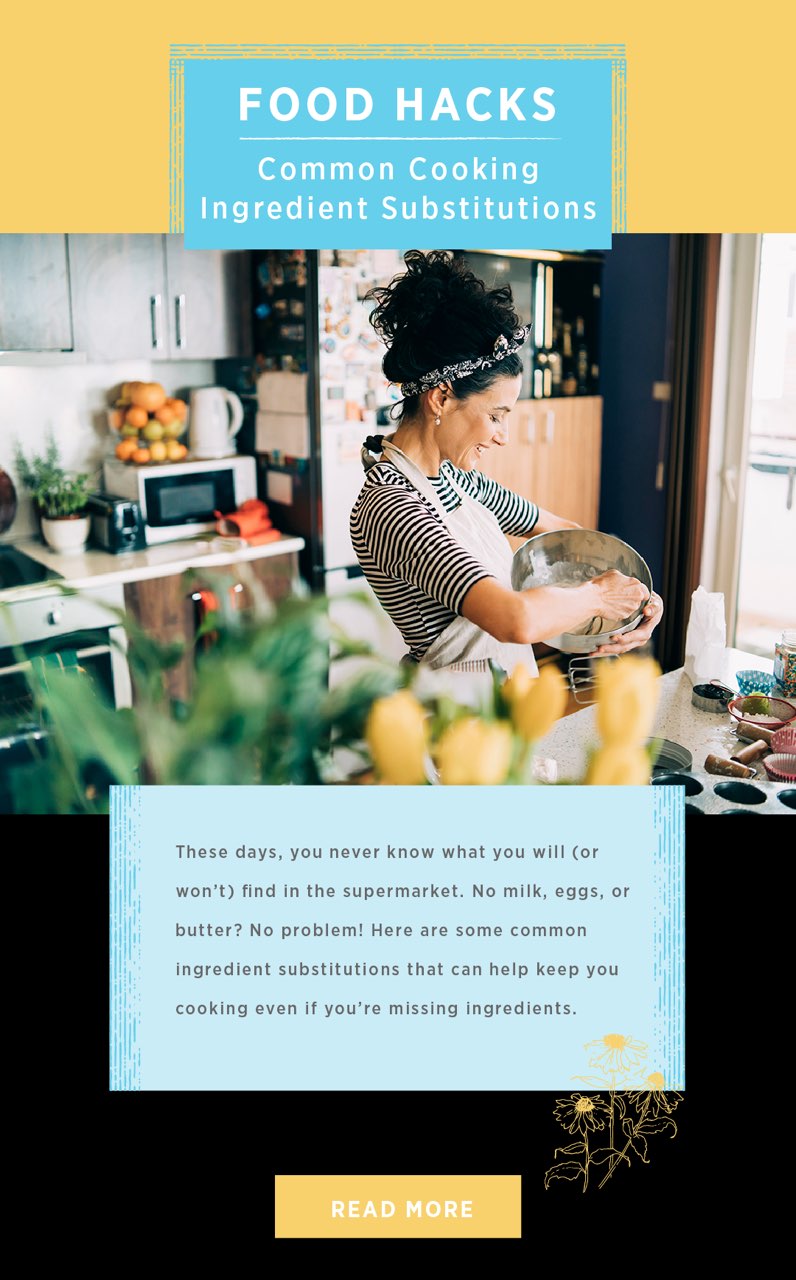 FOOD HACKS
Common Cooking
Ingredient Substitutions
These days, you never know what you will (or
won’t) find in the supermarket. No milk, eggs, or
butter? No problem! Here are some common
ingredient substitutions that can help keep you
cooking even if you’re missing ingredients.
READ MORE